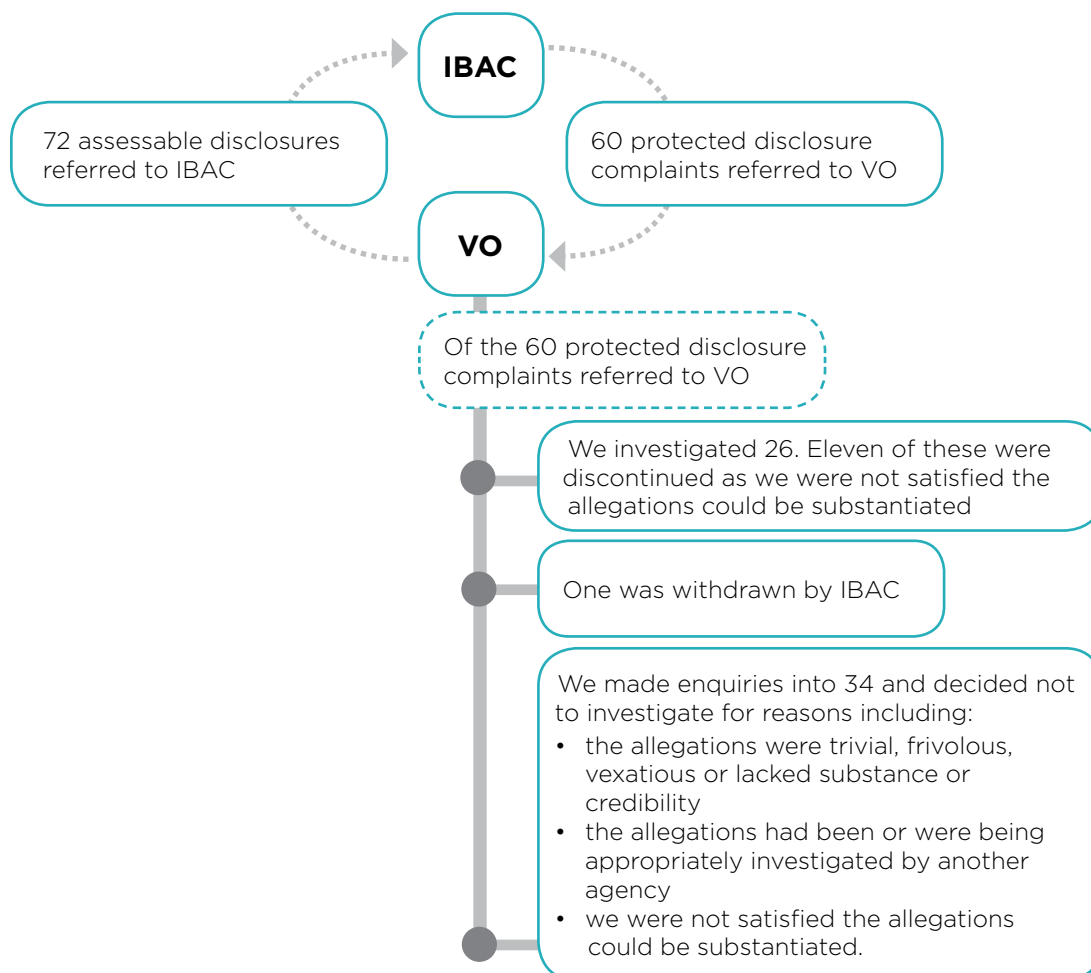 IBAC
72 assessable disclosures
referred to IBAC
60 protected disclosure
complaints referred to VO
VO
Of the 60 protected disclosure
complaints referred to VO
We investigated 26. Eleven of these were
discontinued as we were not satisfied the
allegations could be substantiated
One was withdrawn by IBAC
We made enquiries into 34 and decided not
to investigate for reasons including:
• the allegations were trivial, frivolous,
vexatious or lacked substance or
credibility
• the allegations had been or were being
appropriately investigated by another
agency
• we were not satisfied the allegations
could be substantiated.